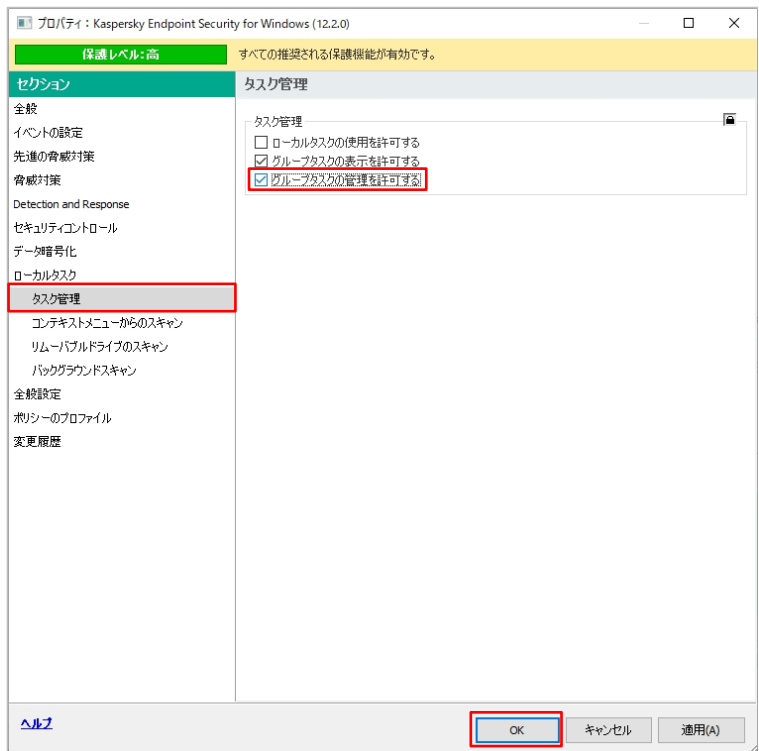 プロパティ：Kaspersky Endpoint Security for Windows (12.2.0)
保護レベル：高
すべての推奨される保護機能が有効です。
セクション
タスク管理
全般
イベントの設定
先進の脅威対策
脅威対策
Detection and Response
セキュリティコントロール
データ暗号化
ローカルタスク
タスク管理
コンテキストメニューからのスキャン
リムーバブルドライブのスキャン
バックグラウンドスキャン
全般設定
ポリシーのプロファイル
変更履歴
タスク管理
ローカルタスクの使用を許可する
グループタスクの表示を許可する
グループタスクの管理を許可する
ヘルプ
OK
キャンセル
適用(A)